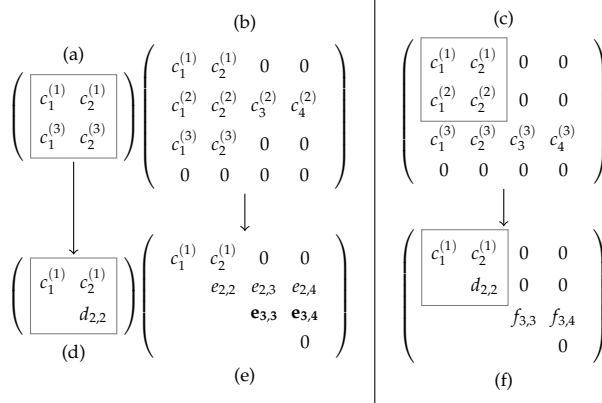 (a)
c_1^{(1)} c_2^{(1)}
c_1^{(3)} c_2^{(3)}
c_1^{(1)} c_2^{(1)}
d_{2,2}
(d)
(b)
c_1^{(1)} c_2^{(1)} 0 0
c_1^{(2)} c_2^{(2)} c_3^{(2)} c_4^{(2)}
c_1^{(3)} c_2^{(3)} 0 0
0 0 0 0
c_1^{(1)} c_2^{(1)} 0 0
e_{2,2} e_{2,3} e_{2,4}
e_{3,3} e_{3,4}
0
(e)
(c)
c_1^{(1)} c_2^{(1)} 0 0
c_1^{(2)} c_2^{(2)} 0 0
c_1^{(3)} c_2^{(3)} c_3^{(3)} c_4^{(3)}
0 0 0 0
c_1^{(1)} c_2^{(1)} 0 0
d_{2,2} 0 0
f_{3,3} f_{3,4}
0
(f)